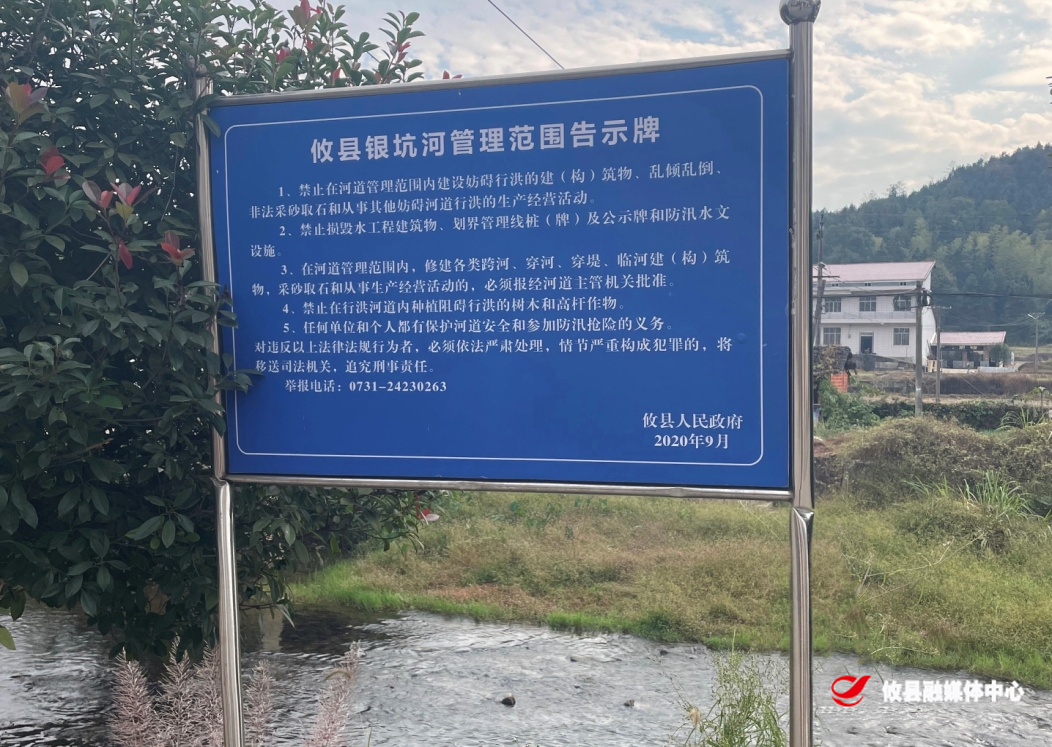 攸县银坑河管理范围告示牌
1、禁止在河道管理范围内建设妨碍行洪的建（构）筑物、乱倾乱倒、
非法采砂取石和从事其他妨碍河道行洪的生产经营活动。
2、禁止损毁水工程建筑物、划界管理线桩（牌）及公示牌和防汛水文
设施。
3、在河道管理范围内，修建各类跨河、穿河、穿堤、临河建（构）筑
物，采砂取石和从事生产经营活动的，必须报经河道主管机关批准。
4、禁止在行洪河道内种植阻碍行洪的树木和高杆作物。
5、任何单位和个人都有保护河道安全和参加防汛抢险的义务。
对违反以上法律法规行为者，必须依法严肃处理，情节严重构成犯罪的，将
移送司法机关，追究刑事责任。
举报电话：0731-24230263
攸县人民政府
2020年9月
攸县融媒体中心